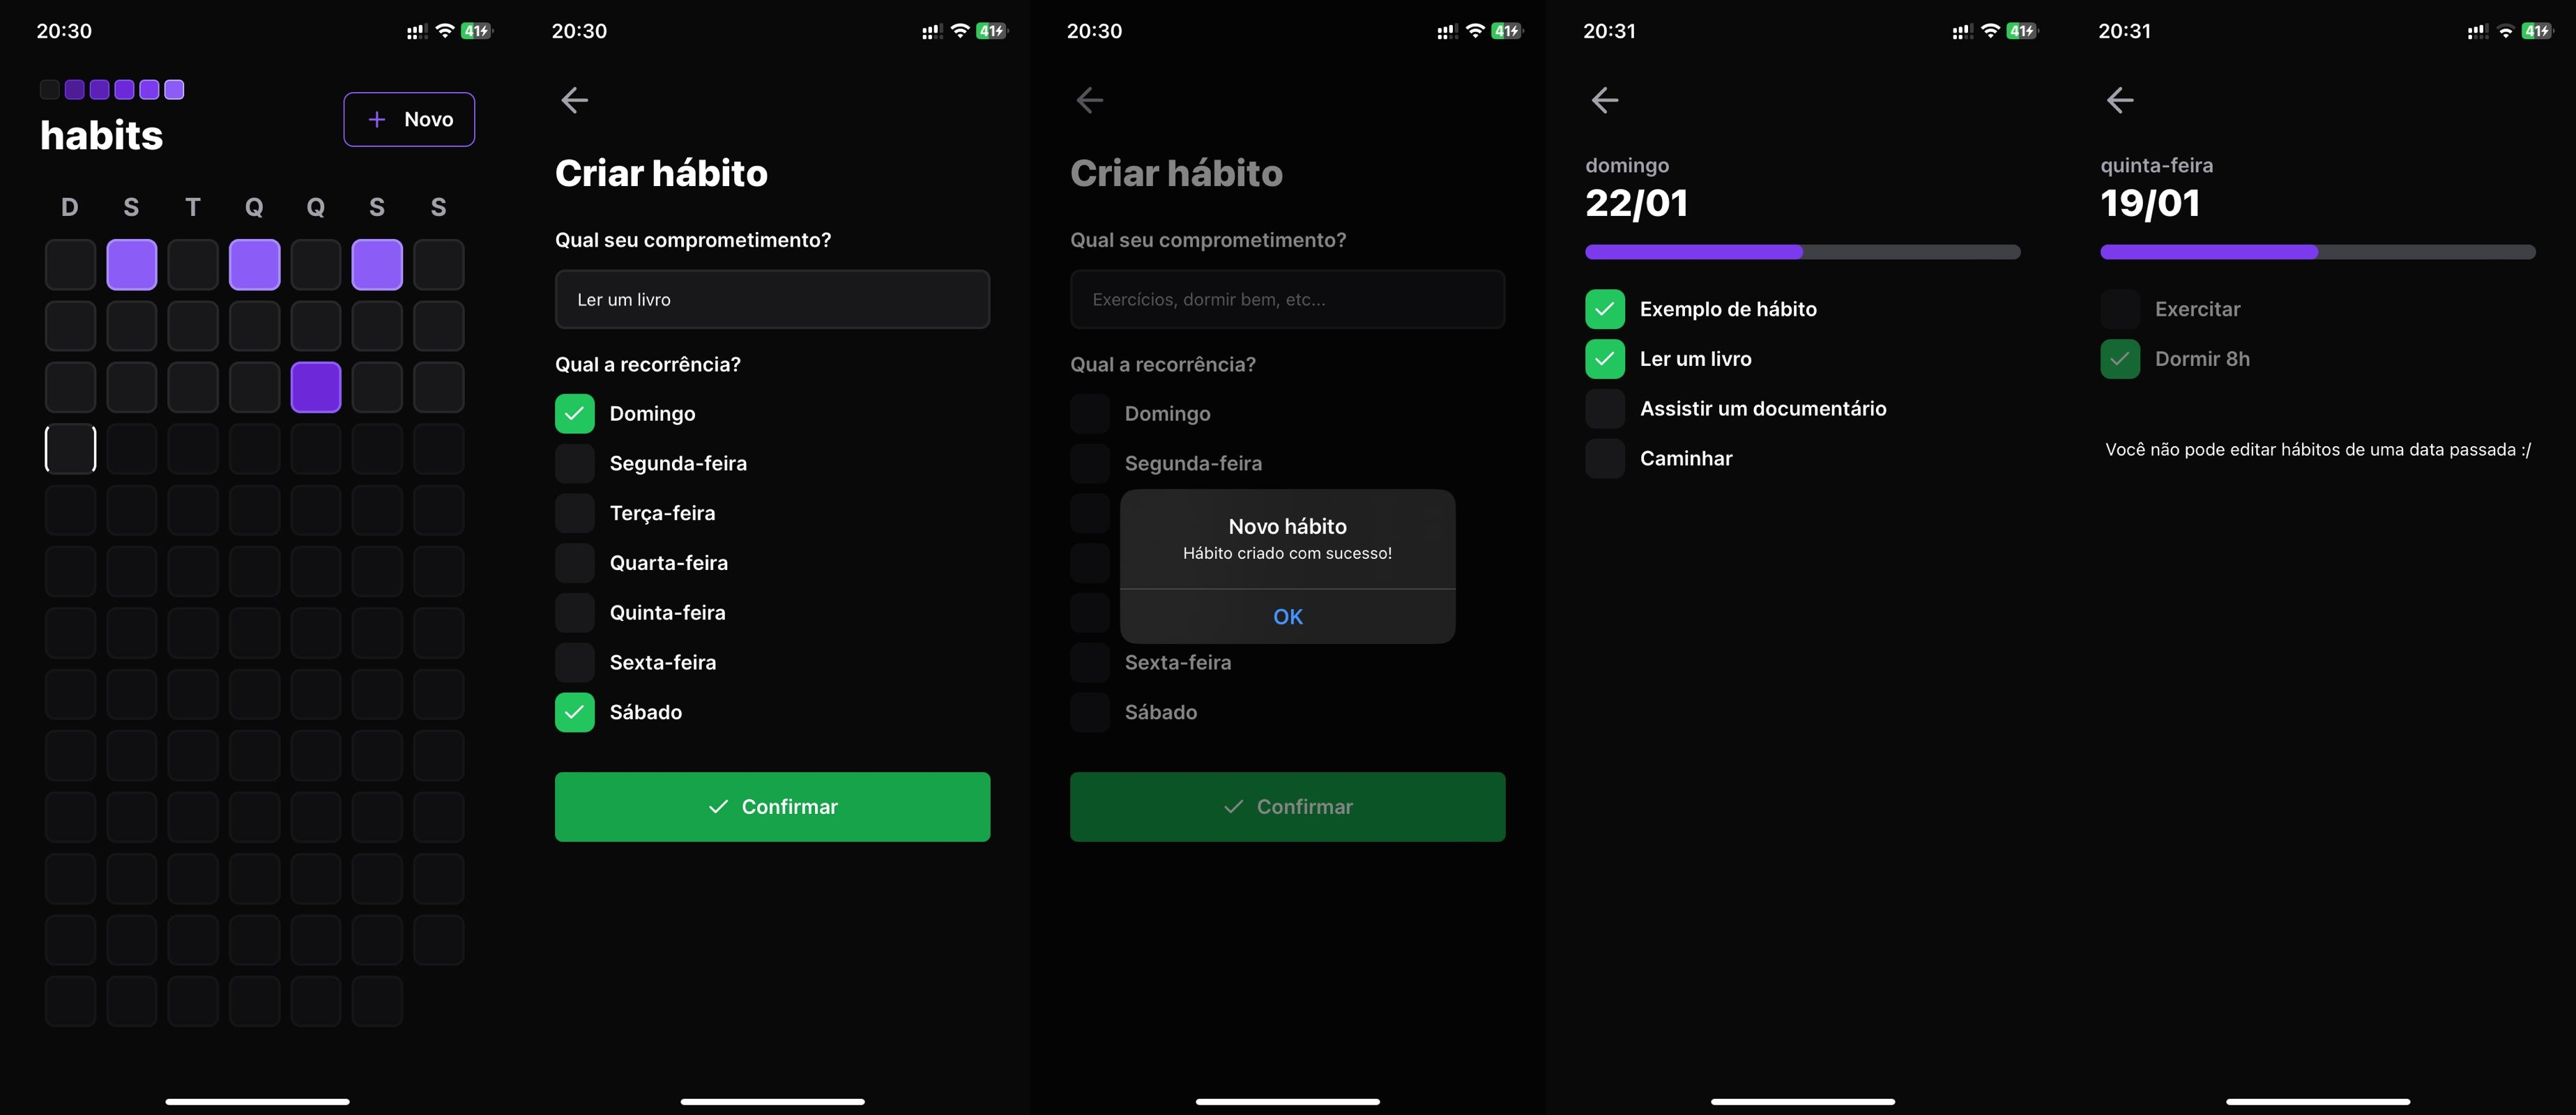 20:30
41
habits
+ Novo
D S T Q Q S S
20:30
41
Criar hábito
Qual seu comprometimento?
Ler um livro
Qual a recorrência?
Domingo
Segunda-feira
Terça-feira
Quarta-feira
Quinta-feira
Sexta-feira
Sábado
Confirmar
20:30
41
Criar hábito
Qual seu comprometimento?
Exercícios, dormir bem, etc...
Qual a recorrência?
Domingo
Segunda-feira
Novo hábito
Hábito criado com sucesso!
OK
Sexta-feira
Sábado
Confirmar
20:31
41
domingo
22/01
Exemplo de hábito
Ler um livro
Assistir um documentário
Caminhar
20:31
41
quinta-feira
19/01
Exercitar
Dormir 8h
Você não pode editar hábitos de uma data passada :/